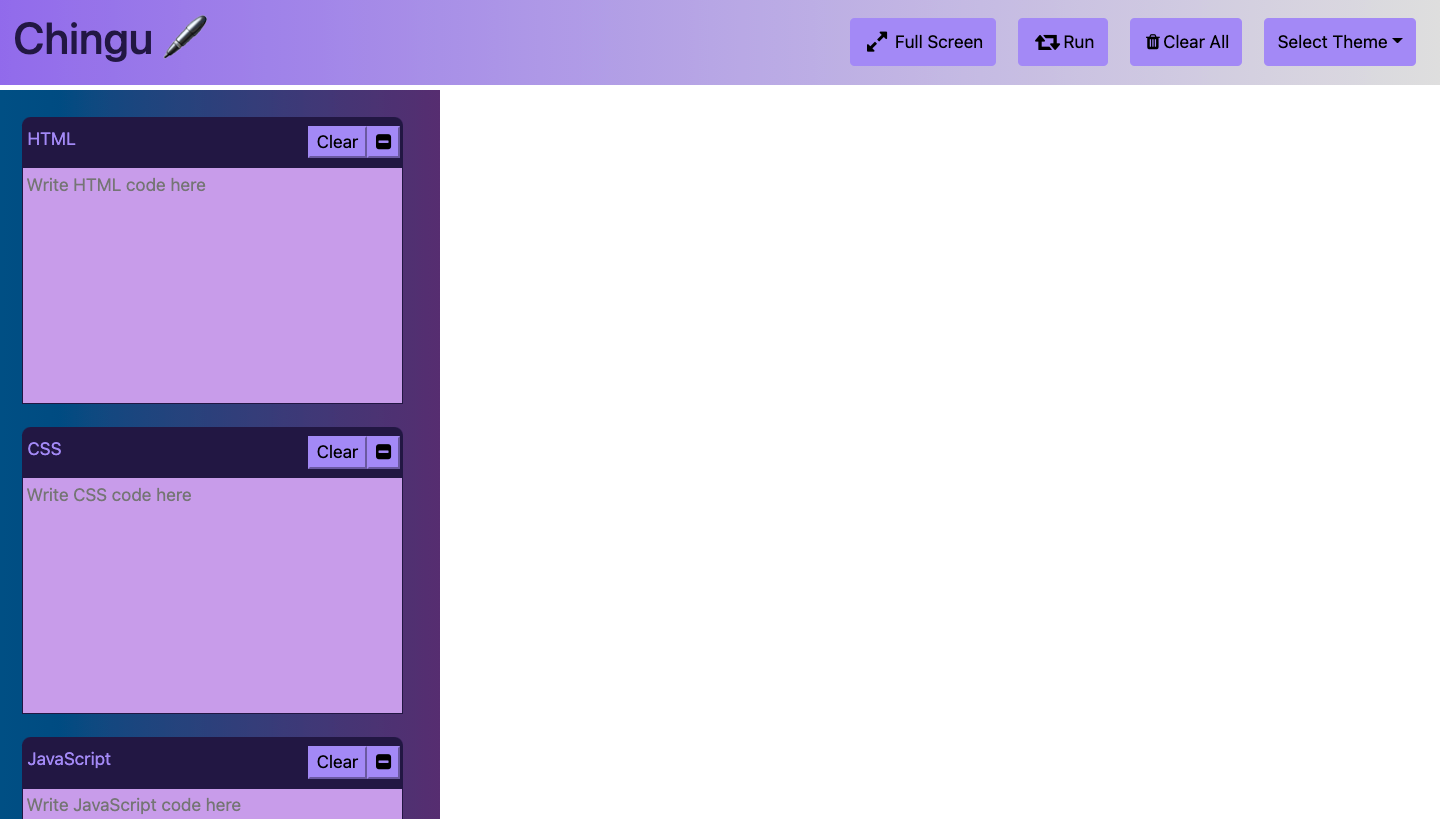 Chingu
Full Screen
Run
Clear All
Select Theme
HTML
Clear
Write HTML code here
CSS
Clear
Write CSS code here
JavaScript
Clear
Write JavaScript code here